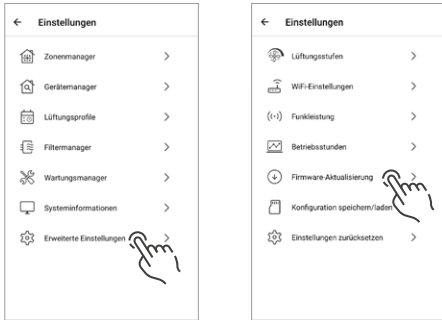 Einstellungen
Zonenmanager
Gerätemanager
Lüftungsprofile
Filtermanager
Wartungsmanager
Systeminformationen
Erweiterte Einstellungen
Einstellungen
Lüftungsstufen
WiFi-Einstellungen
Funkleistung
Betriebsstunden
Firmware-Aktualisierung
Konfiguration speichern/laden
Einstellungen zurücksetzen